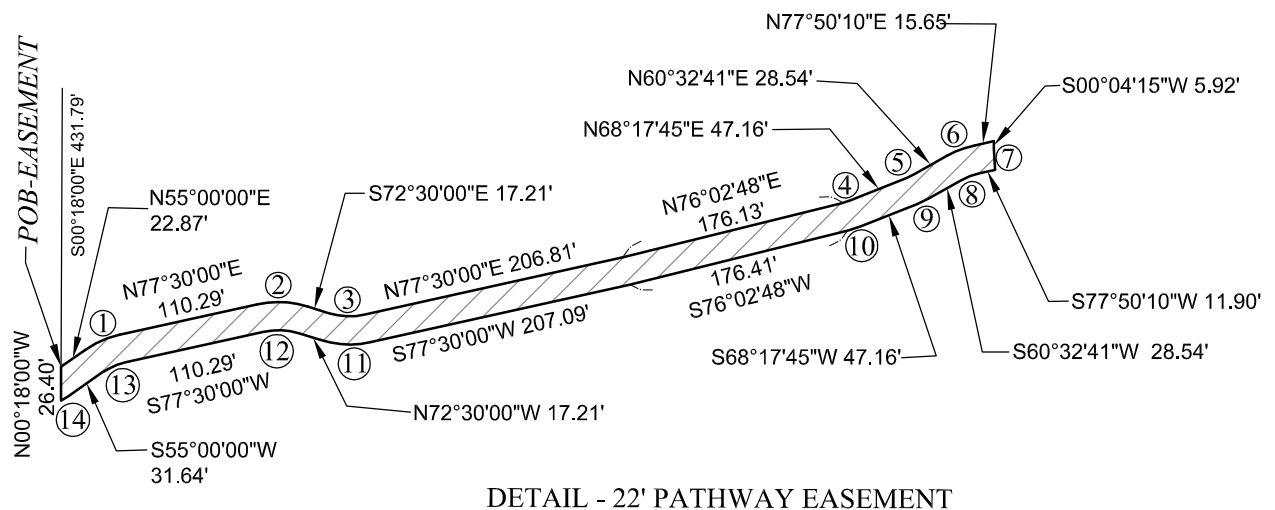 N77°50'10"E 15.65'
N60°32'41"E 28.54'
S00°04'15"W 5.92'
N68°17'45"E 47.16'
POB-EASEMENT
S00°18'00"E 431.79'
N55°00'00"E
22.87'
S72°30'00"E 17.21'
N76°02'48"E
176.13'
4
5
6
7
8
9
10
N77°30'00"E
110.29'
N77°30'00"E 206.81'
1
2
3
176.41'
S76°02'48"W
S77°50'10"W 11.90'
N00°18'00"W
26.40'
S77°30'00"W 207.09'
11
12
13
14
110.29'
S77°30'00"W
S68°17'45"W 47.16'
S60°32'41"W 28.54'
N72°30'00"W 17.21'
S55°00'00"W
31.64'
DETAIL - 22' PATHWAY EASEMENT